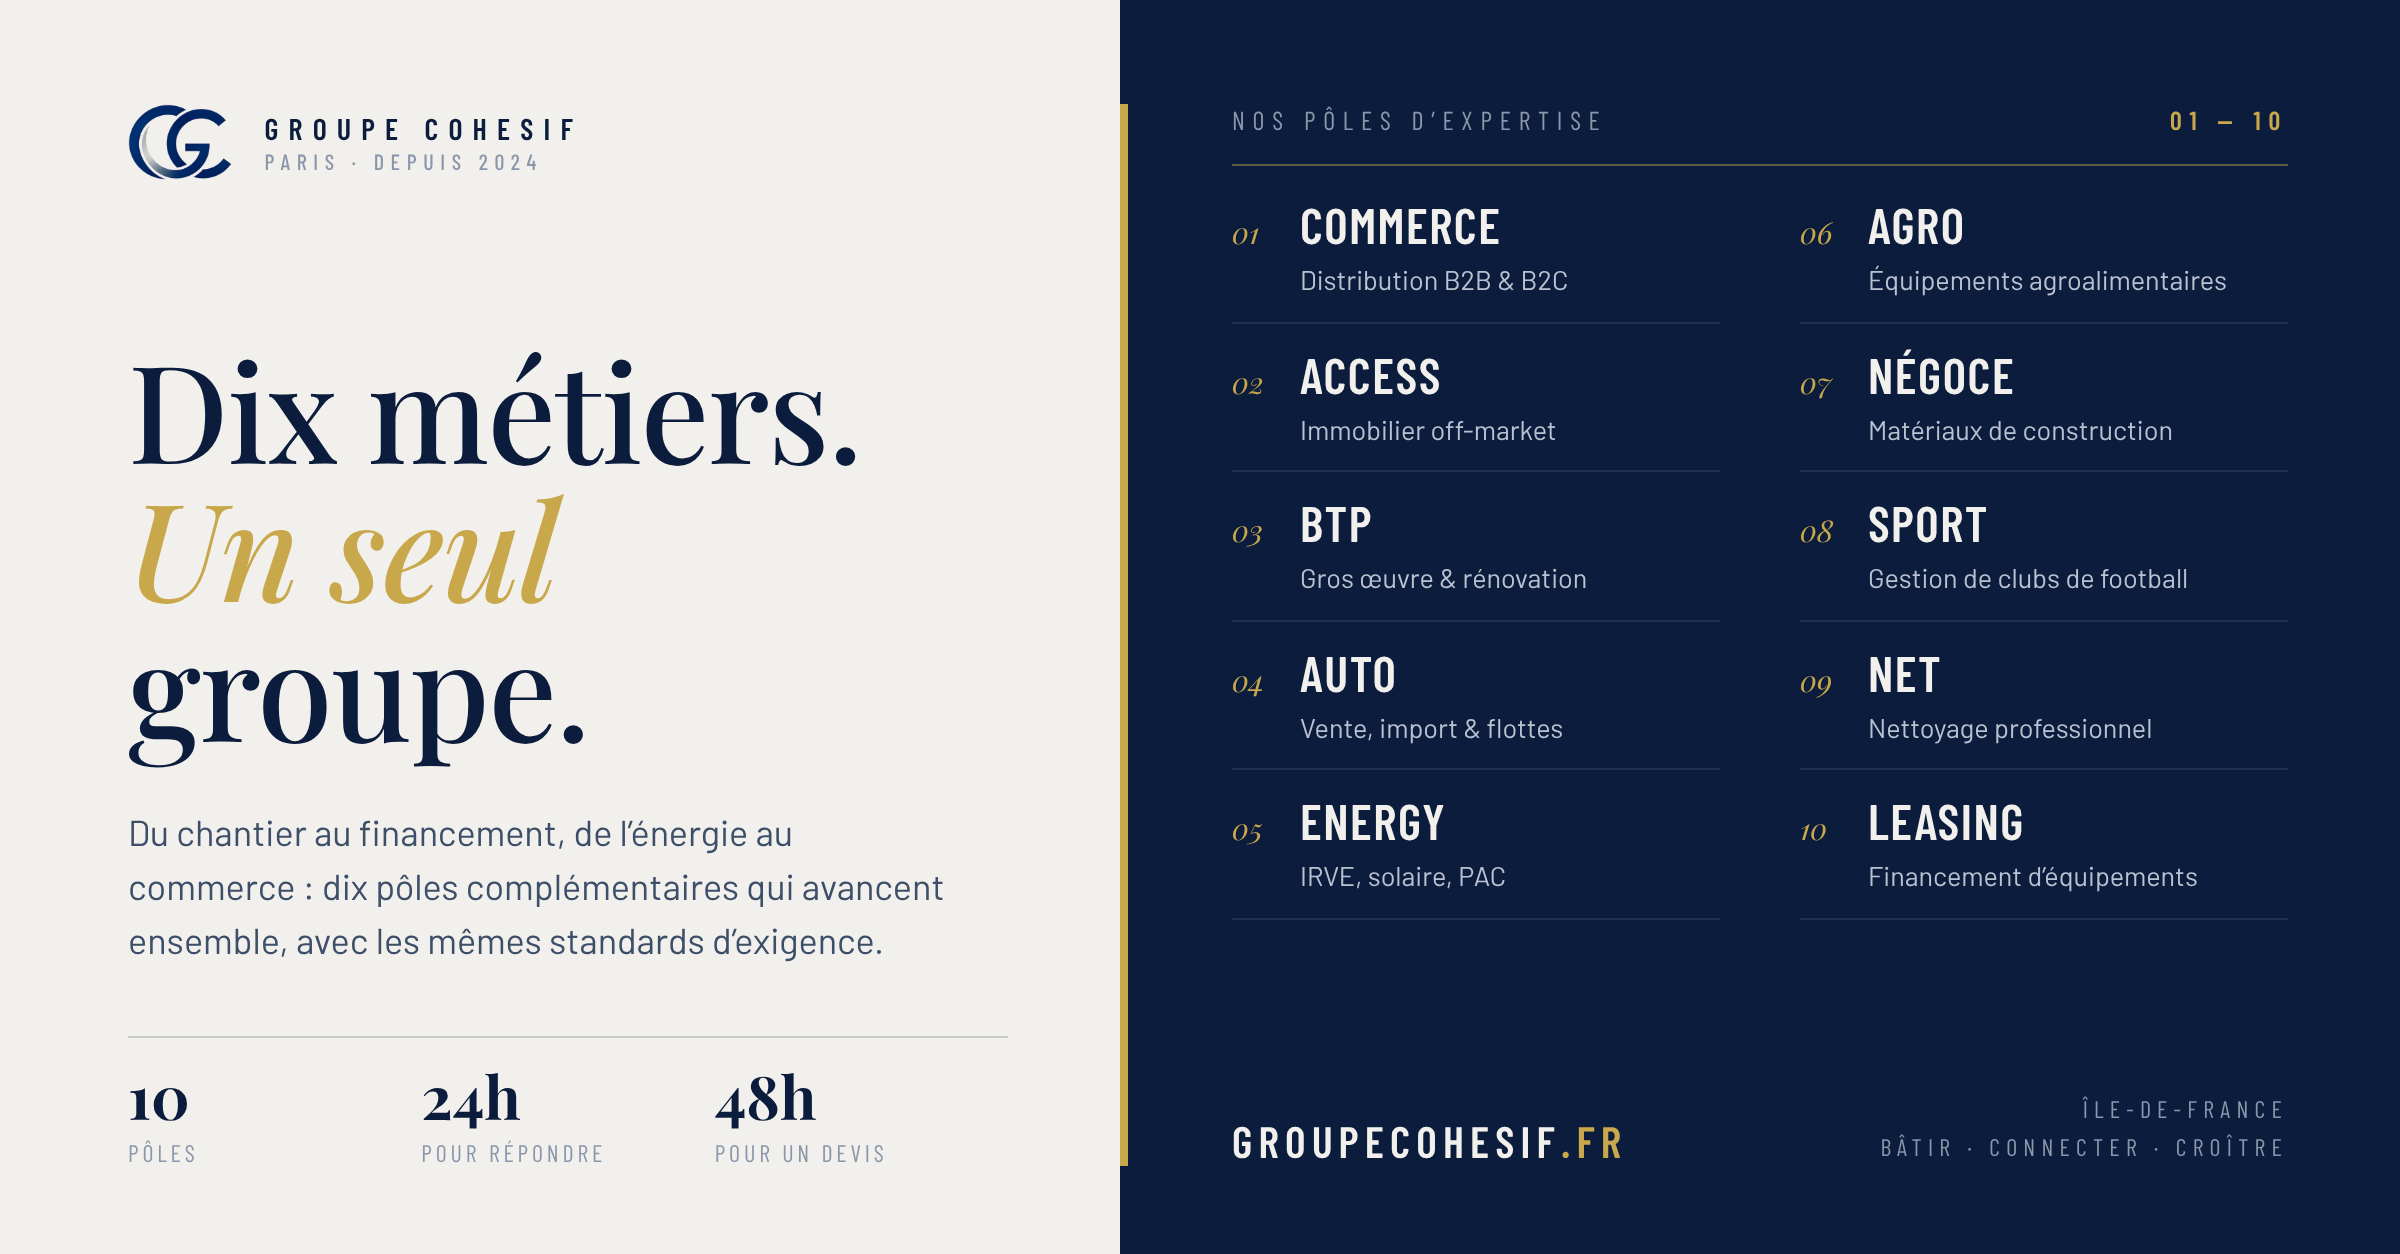 GROUPE COHESIF
PARIS · DEPUIS 2024
Dix métiers.
Un seul
groupe.
Du chantier au financement, de l’énergie au
commerce : dix pôles complémentaires qui avancent
ensemble, avec les mêmes standards d’exigence.
10
PÔLES
24h
POUR RÉPONDRE
48h
POUR UN DEVIS
NOS PÔLES D’EXPERTISE
01 – 10
01 COMMERCE
Distribution B2B & B2C
02 ACCESS
Immobilier off-market
03 BTP
Gros œuvre & rénovation
04 AUTO
Vente, import & flottes
05 ENERGY
IRVE, solaire, PAC
06 AGRO
Équipements agroalimentaires
07 NÉGOCE
Matériaux de construction
08 SPORT
Gestion de clubs de football
09 NET
Nettoyage professionnel
10 LEASING
Financement d’équipements
GROUPECOHESIF.FR
ÎLE-DE-FRANCE
BÂTIR · CONNECTER · CROÎTRE